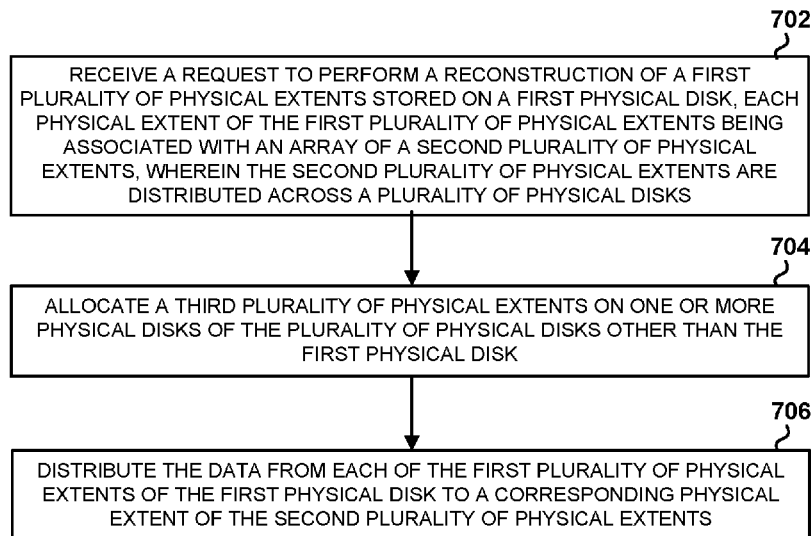 702
RECEIVE A REQUEST TO PERFORM A RECONSTRUCTION OF A FIRST
PLURALITY OF PHYSICAL EXTENTS STORED ON A FIRST PHYSICAL DISK, EACH
PHYSICAL EXTENT OF THE FIRST PLURALITY OF PHYSICAL EXTENTS BEING
ASSOCIATED WITH AN ARRAY OF A SECOND PLURALITY OF PHYSICAL
EXTENTS, WHEREIN THE SECOND PLURALITY OF PHYSICAL EXTENTS ARE
DISTRIBUTED ACROSS A PLURALITY OF PHYSICAL DISKS
704
ALLOCATE A THIRD PLURALITY OF PHYSICAL EXTENTS ON ONE OR MORE
PHYSICAL DISKS OF THE PLURALITY OF PHYSICAL DISKS OTHER THAN THE
FIRST PHYSICAL DISK
706
DISTRIBUTE THE DATA FROM EACH OF THE FIRST PLURALITY OF PHYSICAL
EXTENTS OF THE FIRST PHYSICAL DISK TO A CORRESPONDING PHYSICAL
EXTENT OF THE SECOND PLURALITY OF PHYSICAL EXTENTS